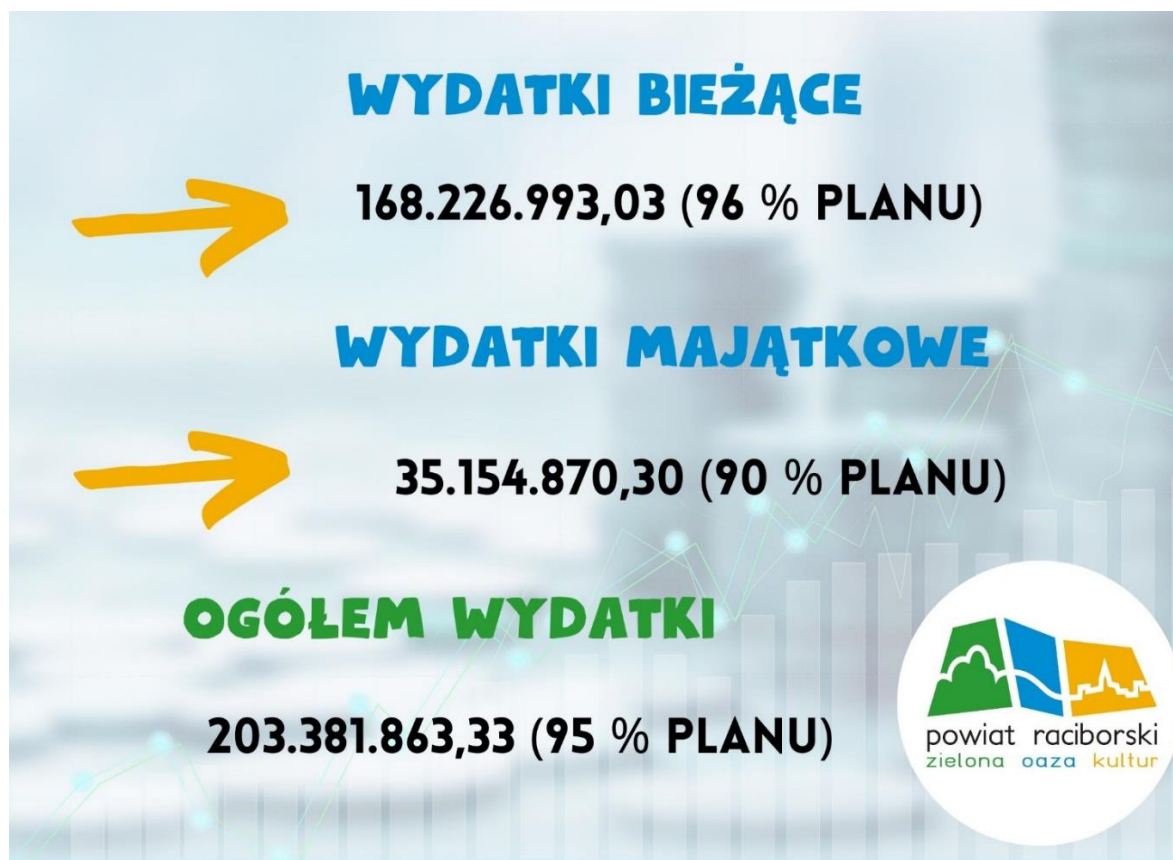 WYDATKI BIEŻĄCE
168.226.993,03 (96 % PLANU)
WYDATKI MAJĄTKOWE
35.154.870,30 (90 % PLANU)
OGÓŁEM WYDATKI
203.381.863,33 (95 % PLANU)
powiat raciborski
zielona oaza kultur